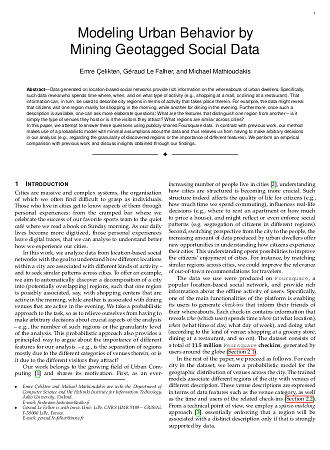 1
Modeling Urban Behavior by
Mining Geotagged Social Data
Emre Çelikten, Géraud Le Falher, and Michael Mathioudakis
Abstract—Data generated on location-based social networks provide rich information on the whereabouts of urban dwellers. Specifically,
such data reveal who spends time where, when, and on what type of activity (e.g., shopping at a mall, or dining at a restaurant). That
information can, in turn, be used to describe city regions in terms of activity that takes place therein. For example, the data might reveal
that citizens visit one region mainly for shopping in the morning, while another for dining in the evening. Furthermore, once such a
description is available, one can ask more elaborate questions: What are the features that distinguish one region from another – is it
simply the type of venues they host or is it the visitors they attract? What regions are similar across cities?
In this paper, we attempt to answer these questions using publicly shared Foursquare data. In contrast with previous work, our method
makes use of a probabilistic model with minimal assumptions about the data and thus relieves us from having to make arbitrary decisions
in our analysis (e.g., regarding the granularity of discovered regions or the importance of different features). We perform an empirical
comparison with previous work and discuss insights obtained through our findings.
1 INTRODUCTION
Cities are massive and complex systems, the organisation
of which we often find difficult to grasp as individuals.
Those who live in cities get to know aspects of them through
personal experiences: from the cramped bar where we
celebrate the success of our favorite sports team to the quiet
café where we read a book on Sunday morning. As our daily
lives become more digitized, those personal experiences
leave digital traces, that we can analyse to understand better
how we experience our cities.
In this work, we analyze data from location-based social
networks with the goal to understand how different locations
within a city are associated with different kinds of activity –
and to seek similar patterns across cities. To offer an example,
we aim to automatically discover a decomposition of a city
into (potentially overlapping) regions, such that one region
is possibly associated, say, with shopping centers that are
active in the morning, while another is associated with dining
venues that are active in the evening. We take a probabilistic
approach to the task, so as to relieve ourselves from having to
make arbitrary decisions about crucial aspects of the analysis
– e.g., the number of such regions or the granularity level
of the analysis. This probabilistic approach also provides a
principled way to argue about the importance of different
features for our analysis – e.g., is the separation of regions
mostly due to the different categories of venues therein, or is
it due to the different visitors they attract?
Our work belongs to the growing field of Urban Com-
puting [1] and shares its motivation. First, as an ever-
• Emre Çelikten and Michael Mathioudakis are with the Department of
Computer Science and the Helsinki Institute for Information Technology,
Aalto University, Finland.
E-mail: firstname.lastname@aalto.fi
• Géraud Le Falher is with Inria, Univ. Lille, CNRS UMR 9189 – CRIStAL,
F-59000 Lille, France.
E-mail: geraud.le-falher@inria.fr
increasing number of people live in cities [2], understanding
how cities are structured is becoming more crucial. Such
structure indeed affects the quality of life for citizens (e.g.,
how much time we spend commuting), influences real-life
decisions (e.g., where to rent an apartment or how much
to price a house), and might reflect or even enforce social
patterns (e.g., segregation of citizens in different regions).
Second, switching perspective from the city to the people, the
increasing amount of data produced by urban dwellers offer
new opportunities in understanding how citizens experience
their cities. This understanding opens possibilities to improve
the citizens' enjoyment of cities. For instance, by matching
similar regions across cities, we could improve the relevance
of out-of-town recommendations for travelers.
The data we use were produced on Foursquare, a
popular location-based social network, and provide rich
information about the offline activity of users. Specifically,
one of the main functionalities of the platform is enabling
its users to generate checkins that inform their friends of
their whereabouts. Each checkin contains information that
reveals who (which user) spends time where (at what location),
when (what time of day, what day of week), and doing what
(according to the kind of venue: shopping at a grocery store,
dining at a restaurant, and so on). The dataset consists of
a total of 11.5 million Foursquare checkins, generated by
users around the globe (Section 2.1).
In the rest of the paper, we proceed as follows. For each
city in the dataset, we learn a probabilistic model for the
geographic distribution of venues across the city. The trained
models associate different regions of the city with venues of
different description. These venue descriptions are expressed
in terms of data features such as the venue category, as well
as the time and users of the related check-ins (Section 2.2).
From a technical point of view, we employ a sparse-modeling
approach [3], essentially enforcing that a region will be
associated with a distinct description only if that is strongly
supported by data.